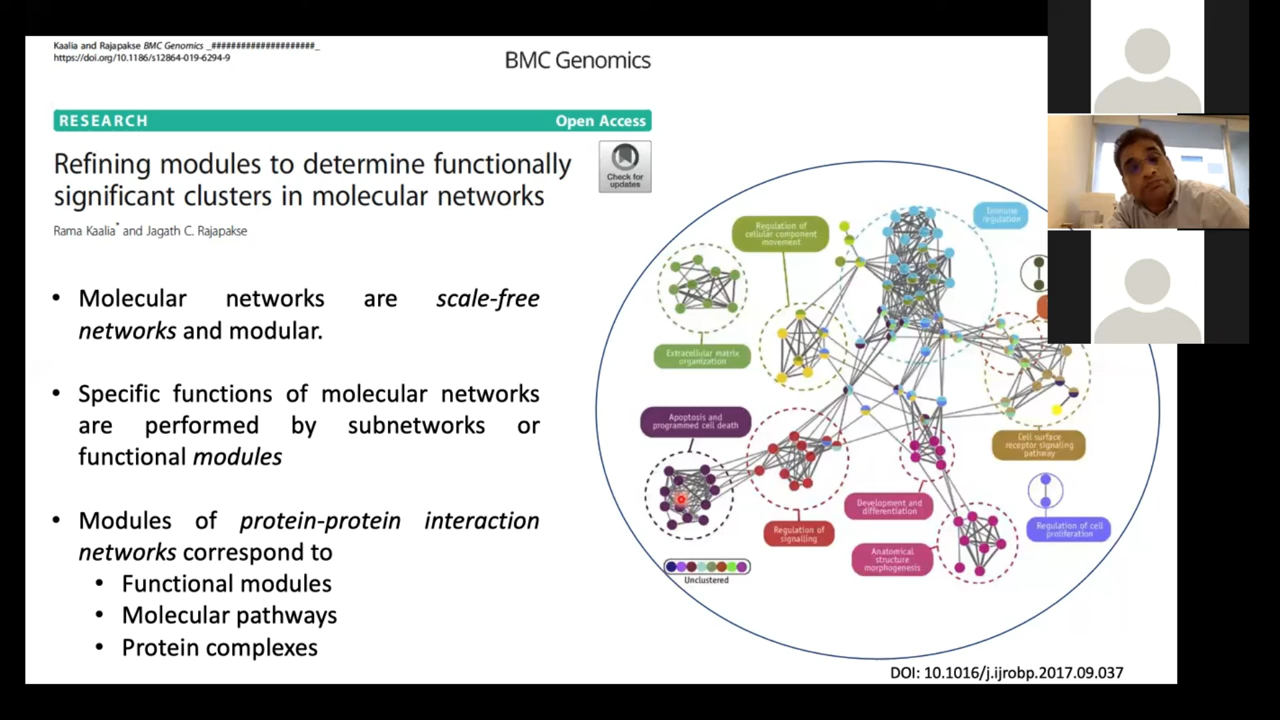 Kaalia and Rajapakse BMC Genomics _#####################_
https://doi.org/10.1186/s12864-019-6294-9
BMC Genomics
RESEARCH
Open Access
Refining modules to determine functionally
significant clusters in molecular networks
Check for
updates
Rama Kaalia* and Jagath C. Rajapakse
• Molecular networks are scale-free
networks and modular.
• Specific functions of molecular networks
are performed by subnetworks or
functional modules
• Modules of protein-protein interaction
networks correspond to
• Functional modules
• Molecular pathways
• Protein complexes
Regulation of
cellular component
movement
Immune
regulation
Extracellular matrix
organization
Apoptosis and
programmed cell death
Cell surface
receptor signaling
pathway
Development and
differentiation
Regulation of
signalling
Regulation of cell
proliferation
Anatomical
structure
morphogenesis
Unclustered
DOI: 10.1016/j.ijrobp.2017.09.037